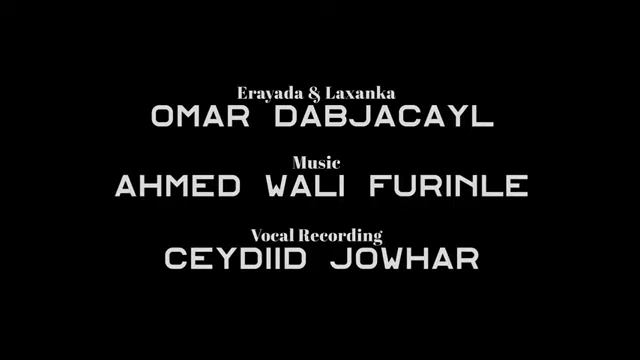 Erayada & Laxanka
OMAR DABJACAYL
Music
AHMED WALI FURINLE
Vocal Recording
CEYDIID JOWHAR